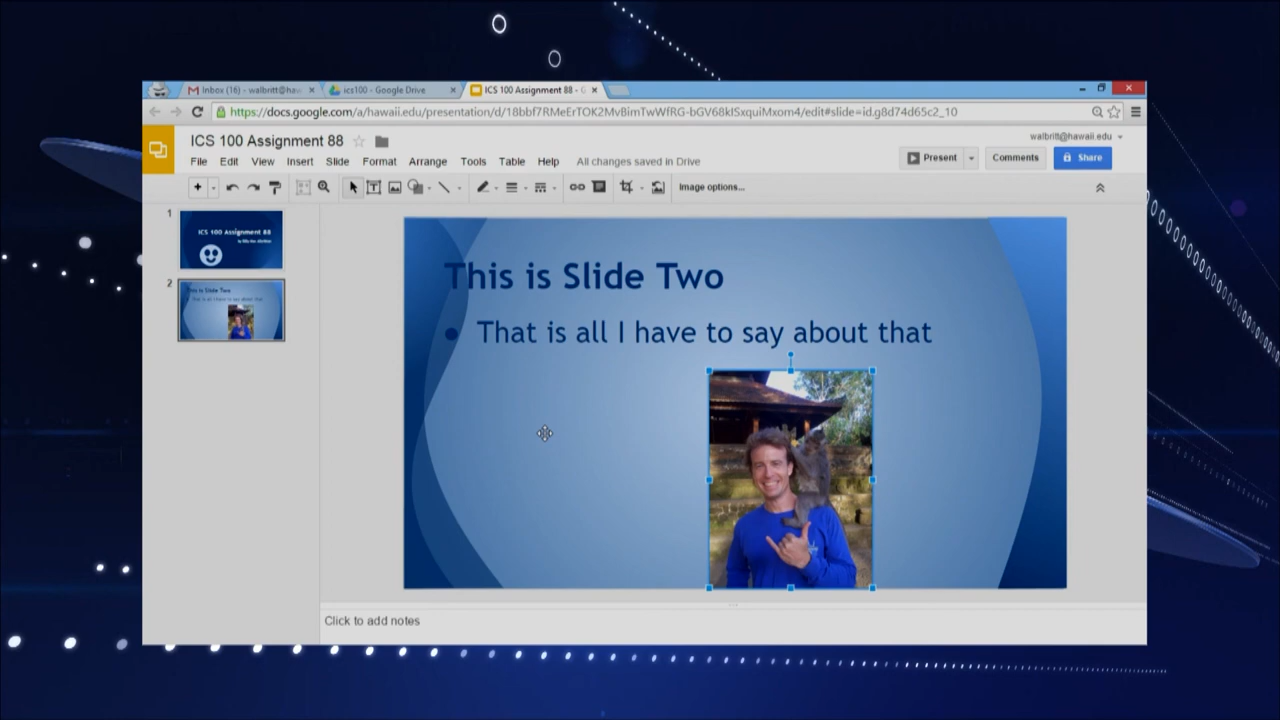 Inbox (16) - walbritt@haw
ics100 - Google Drive
ICS 100 Assignment 88 - G
https://docs.google.com/a/hawaii.edu/presentation/d/18bbf7RMeErTOK2MvBimTwWfRG-bGV68kISxquiMxom4/edit#slide=id.g8d74d65c2_10
ICS 100 Assignment 88
walbritt@hawaii.edu
File Edit View Insert Slide Format Arrange Tools Table Help All changes saved in Drive
Present Comments Share
Image options...
1
ICS 100 Assignment 88
2
This is Slide Two
That is all I have to say about that
This is Slide Two
• That is all I have to say about that
Click to add notes